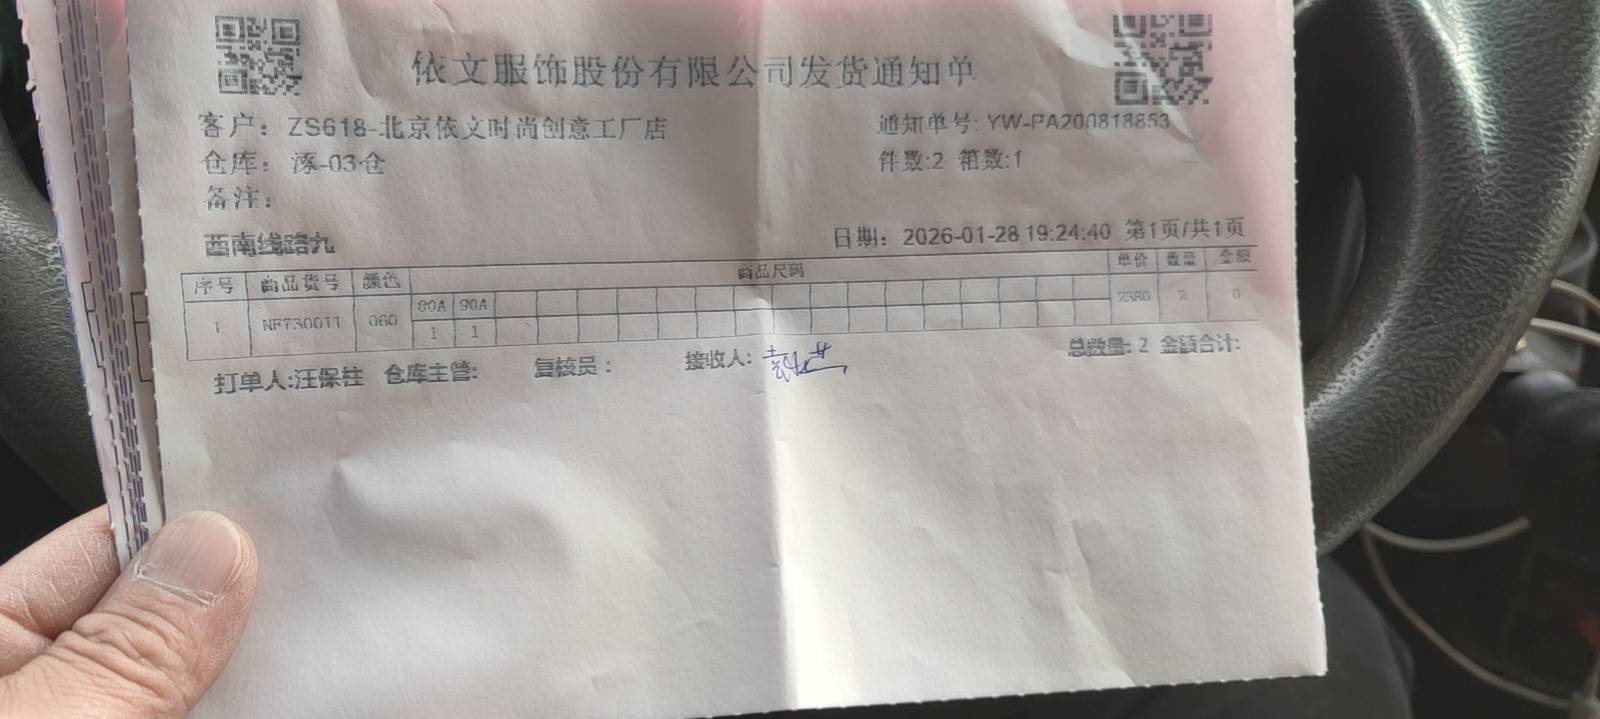 依文服饰股份有限公司发货通知单
客户：ZS618-北京依文时尚创意工厂店 通知单号: YW-PA200818853
仓库：涿-03仓 件数:2 箱数:1
备注：
西南线路九 日期：2026-01-28 19:24:40 第1页/共1页
序号 商品货号 颜色 商品尺码 单价 数量 金额
80A 90A
1 NF730011 060 2380 2 0
1 1
打单人:汪保柱 仓库主管: 复核员： 接收人: 总数量: 2 金额合计: